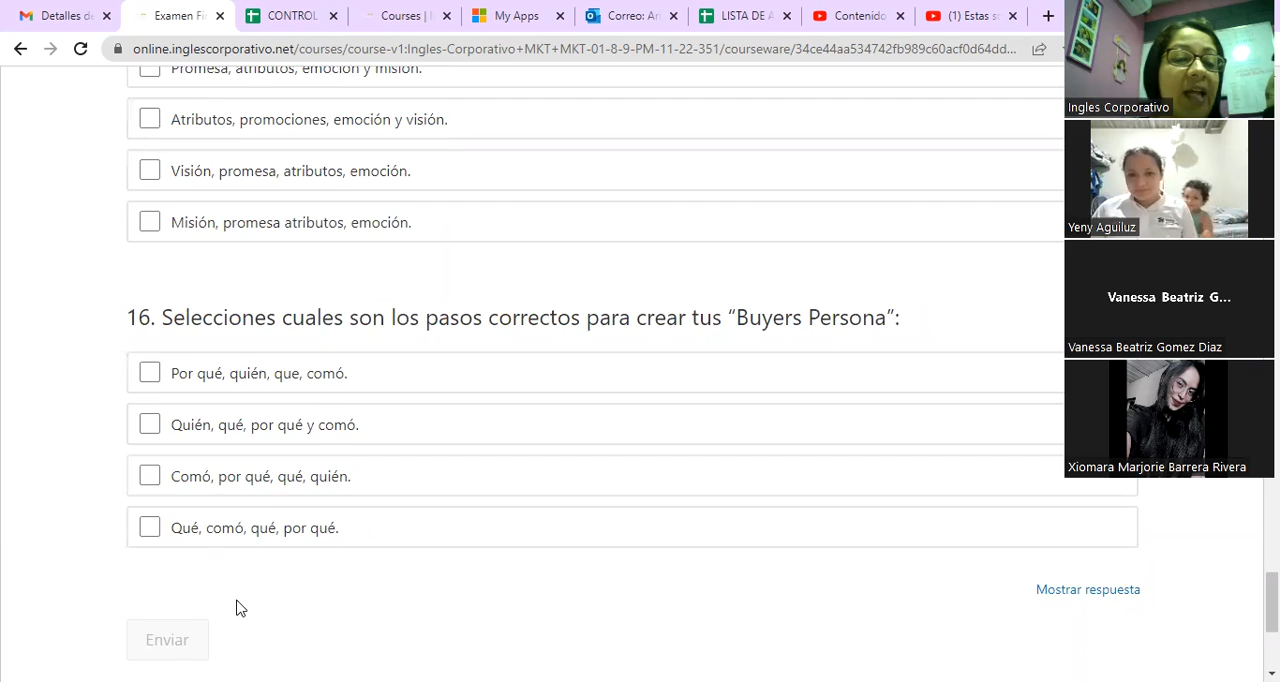 Detalles de
Examen Fi
CONTROL
Courses |
My Apps
Correo: An
LISTA DE A
Contenido
(1) Estas s
online.inglescorporativo.net/courses/course-v1:Ingles-Corporativo+MKT+MKT-01-8-9-PM-11-22-351/courseware/34ce44aa534742fb989c60acf0d64dd...
Promesa, atributos, emoción y misión.
Atributos, promociones, emoción y visión.
Visión, promesa, atributos, emoción.
Misión, promesa atributos, emoción.
16. Selecciones cuales son los pasos correctos para crear tus “Buyers Persona”:
Por qué, quién, que, comó.
Quién, qué, por qué y comó.
Comó, por qué, qué, quién.
Qué, comó, qué, por qué.
Mostrar respuesta
Enviar
Ingles Corporativo
Yeny Aguiluz
Vanessa Beatriz G...
Vanessa Beatriz Gomez Diaz
Xiomara Marjorie Barrera Rivera